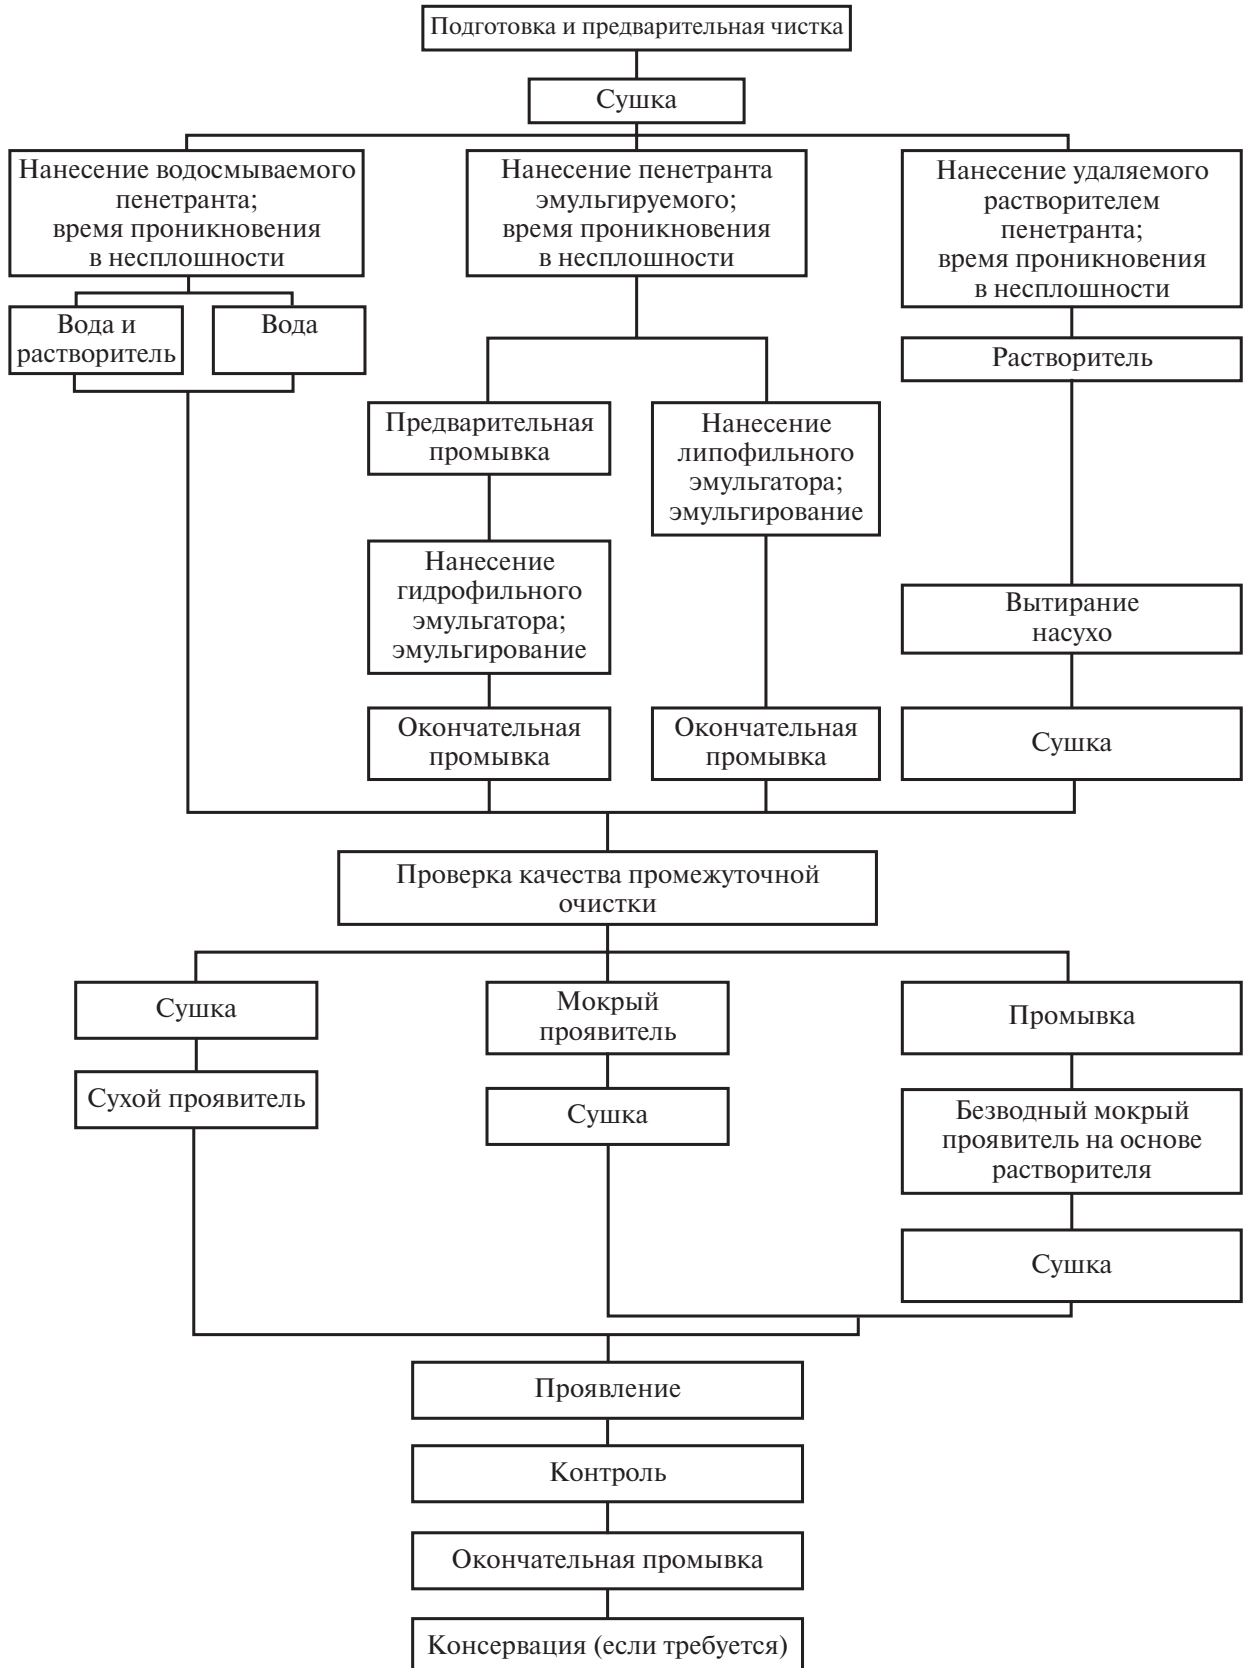 Подготовка и предварительная чистка
Сушка
Нанесение водосмываемого
пенетранта;
время проникновения
в несплошности
Нанесение пенетранта
эмульгируемого;
время проникновения
в несплошности
Нанесение удаляемого
растворителем
пенетранта;
время проникновения
в несплошности
Вода и
растворитель
Вода
Растворитель
Предварительная
промывка
Нанесение
липофильного
эмульгатора;
эмульгирование
Нанесение
гидрофильного
эмульгатора;
эмульгирование
Вытирание
насухо
Окончательная
промывка
Окончательная
промывка
Сушка
Проверка качества промежуточной
очистки
Сушка
Мокрый
проявитель
Промывка
Сухой проявитель
Сушка
Безводный мокрый
проявитель на основе
растворителя
Сушка
Проявление
Контроль
Окончательная промывка
Консервация (если требуется)